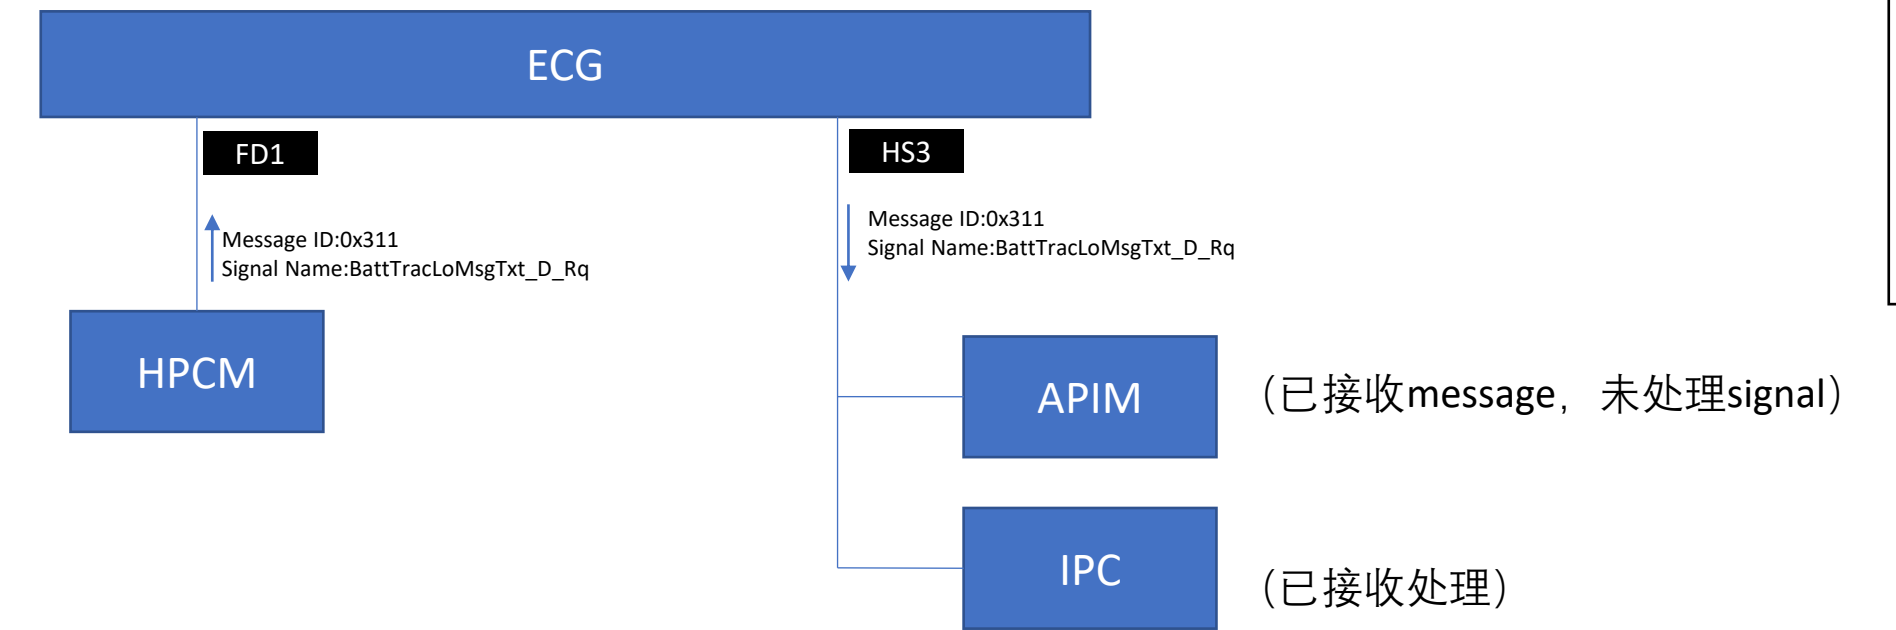 ECG
FD1
HS3
Message ID:0x311
Signal Name:BattTracLoMsgTxt_D_Rq
Message ID:0x311
Signal Name:BattTracLoMsgTxt_D_Rq
HPCM
APIM
（已接收message，未处理signal）
IPC
（已接收处理）